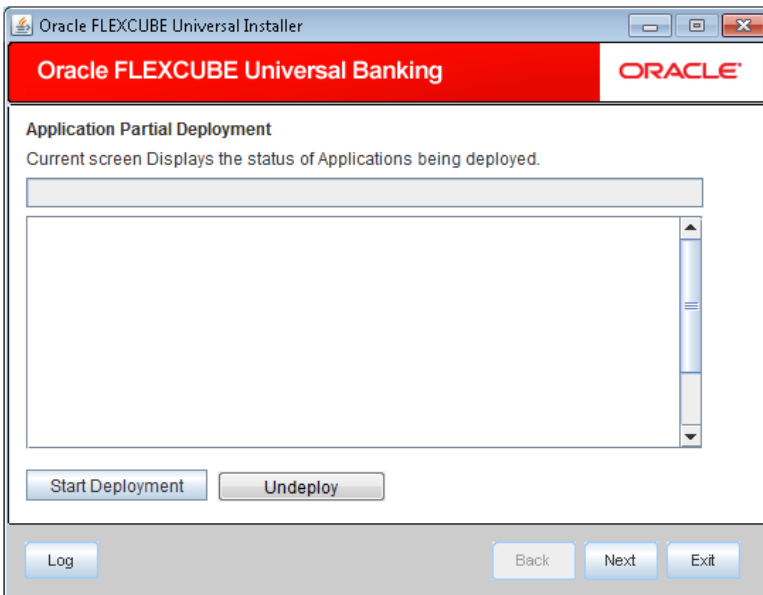 Oracle FLEXCUBE Universal Installer
Oracle FLEXCUBE Universal Banking
ORACLE
Application Partial Deployment
Current screen Displays the status of Applications being deployed.
Start Deployment
Undeploy
Log
Back
Next
Exit